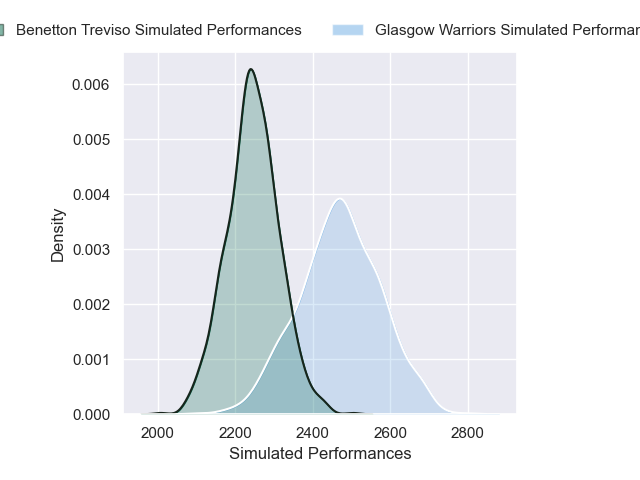 Benetton Treviso Simulated Performances
Glasgow Warriors Simulated
0.006
0.005
0.004
0.003
0.002
0.001
0.000
Density
2000 2200 2400 2600 2800
Simulated Performances